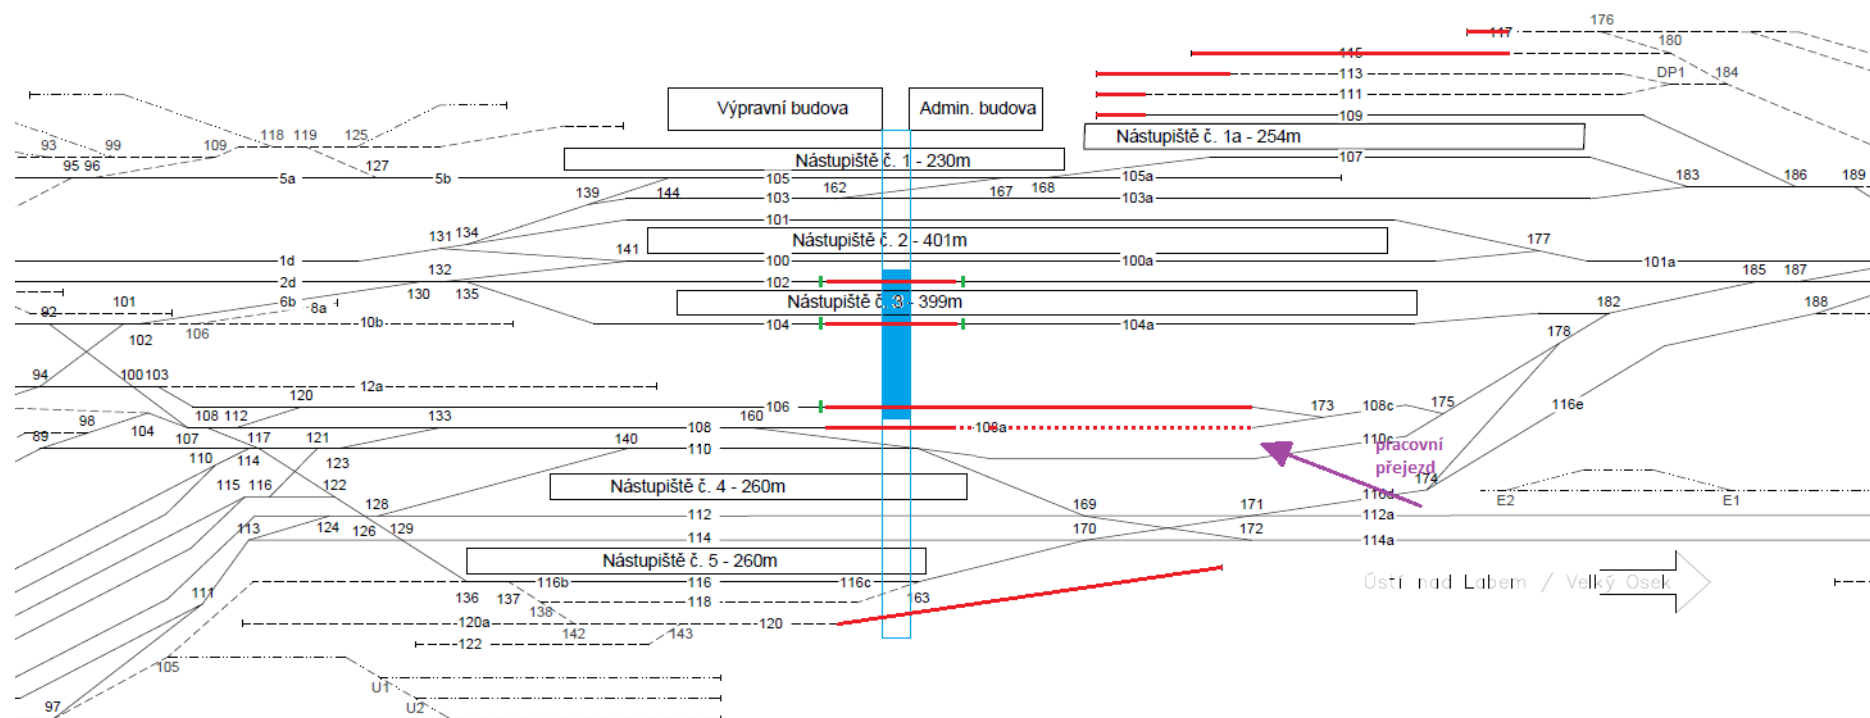 176
117
180
115
DP1
184
113
111
109
Výpravní budova
Admin. budova
Nástupiště č. 1a - 254m
93
99
109
118
119
125
95
96
127
Nástupiště č. 1 - 230m
107
5a
5b
105
105a
183
186
189
139
144
162
167
168
103
103a
101
131
134
141
Nástupiště č. 2 - 401m
177
1d
100
100a
101a
132
185
187
2d
102
130
135
101
6b
8a
Nástupiště č. 3 - 399m
182
188
92
106
10b
104
104a
102
178
94
100
103
12a
120
106
173
108c
175
116e
98
108
112
133
160
89
104
107
117
121
140
108
108a
110c
pracovní
přejezd
110
110
114
123
115
116
122
Nástupiště č. 4 - 260m
174
116d
E2
E1
128
169
171
113
124
126
129
112
112a
170
172
114
114a
Nástupiště č. 5 - 260m
Ústí nad Labem / Velký Osek
111
136
137
116b
116
116c
163
138
118
120a
142
143
120
122
105
U1
97
U2